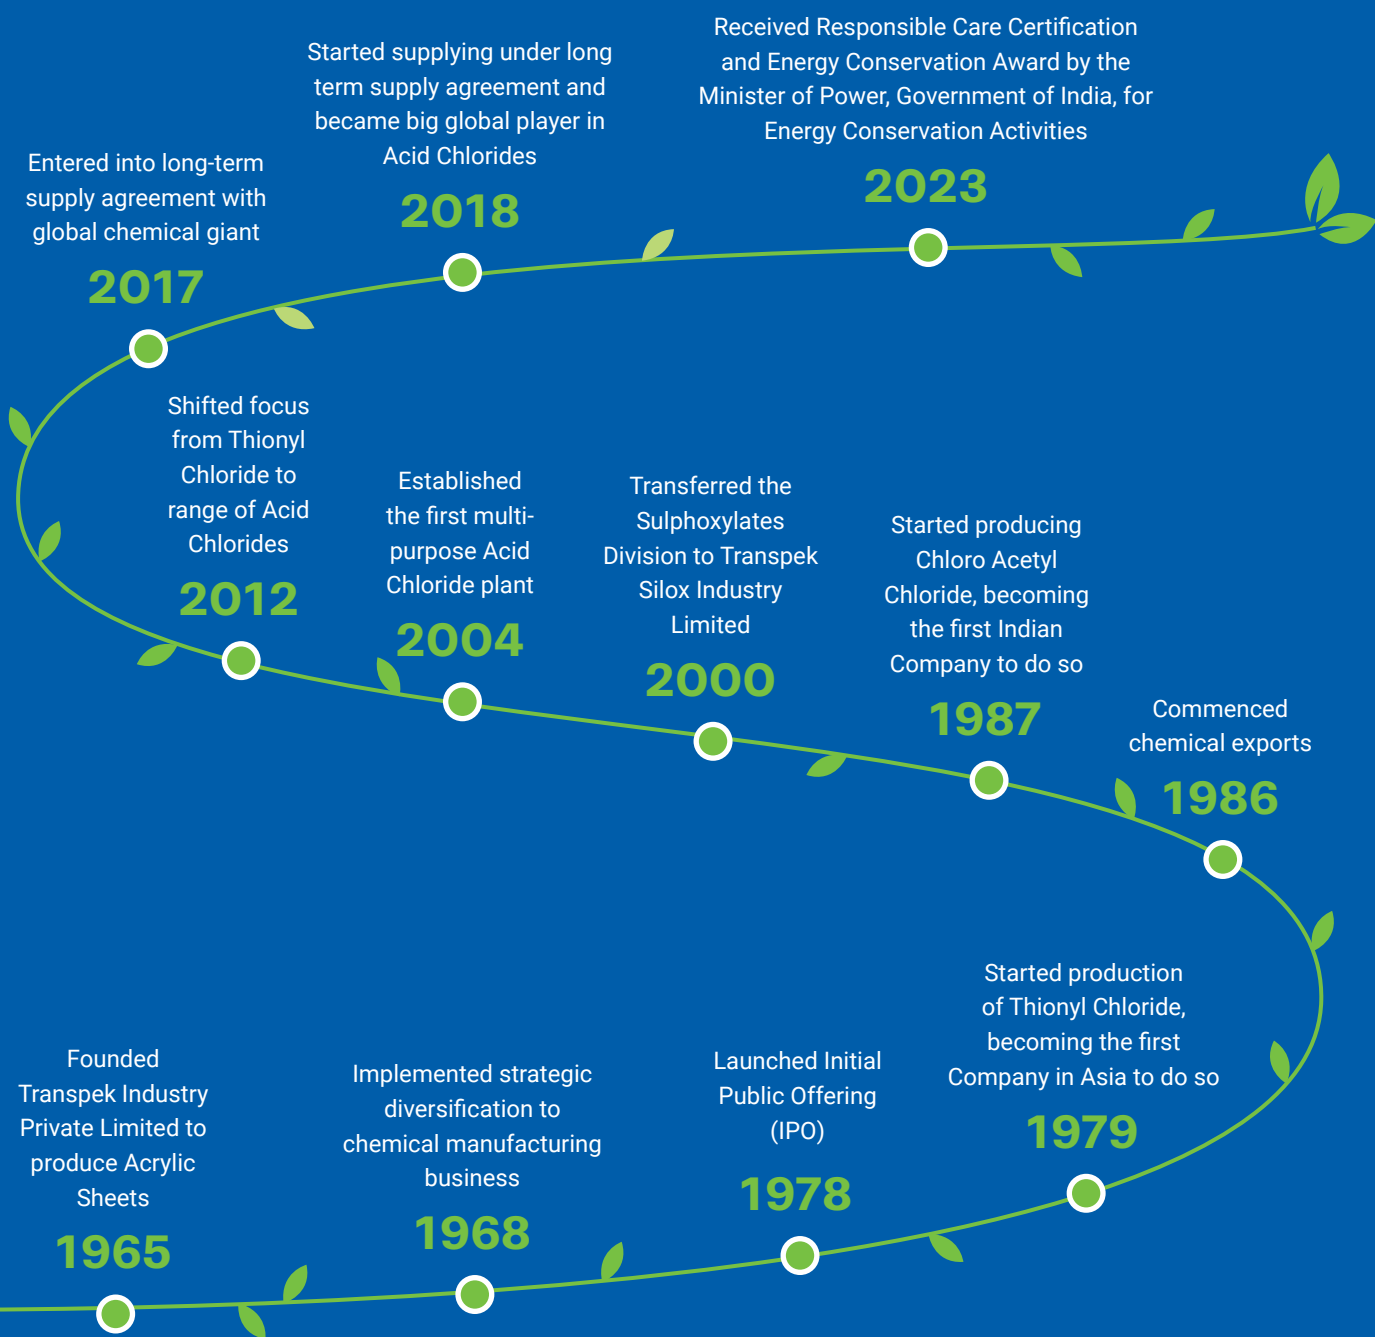 Received Responsible Care Certification
and Energy Conservation Award by the
Minister of Power, Government of India, for
Energy Conservation Activities
2023
Started supplying under long
term supply agreement and
became big global player in
Acid Chlorides
2018
Entered into long-term
supply agreement with
global chemical giant
2017
Shifted focus
from Thionyl
Chloride to
range of Acid
Chlorides
2012
Established
the first multi-
purpose Acid
Chloride plant
2004
Transferred the
Sulphoxylates
Division to Transpek
Silox Industry
Limited
2000
Started producing
Chloro Acetyl
Chloride, becoming
the first Indian
Company to do so
1987
Commenced
chemical exports
1986
Founded
Transpek Industry
Private Limited to
produce Acrylic
Sheets
1965
Implemented strategic
diversification to
chemical manufacturing
business
1968
Launched Initial
Public Offering
(IPO)
1978
Started production
of Thionyl Chloride,
becoming the first
Company in Asia to do so
1979